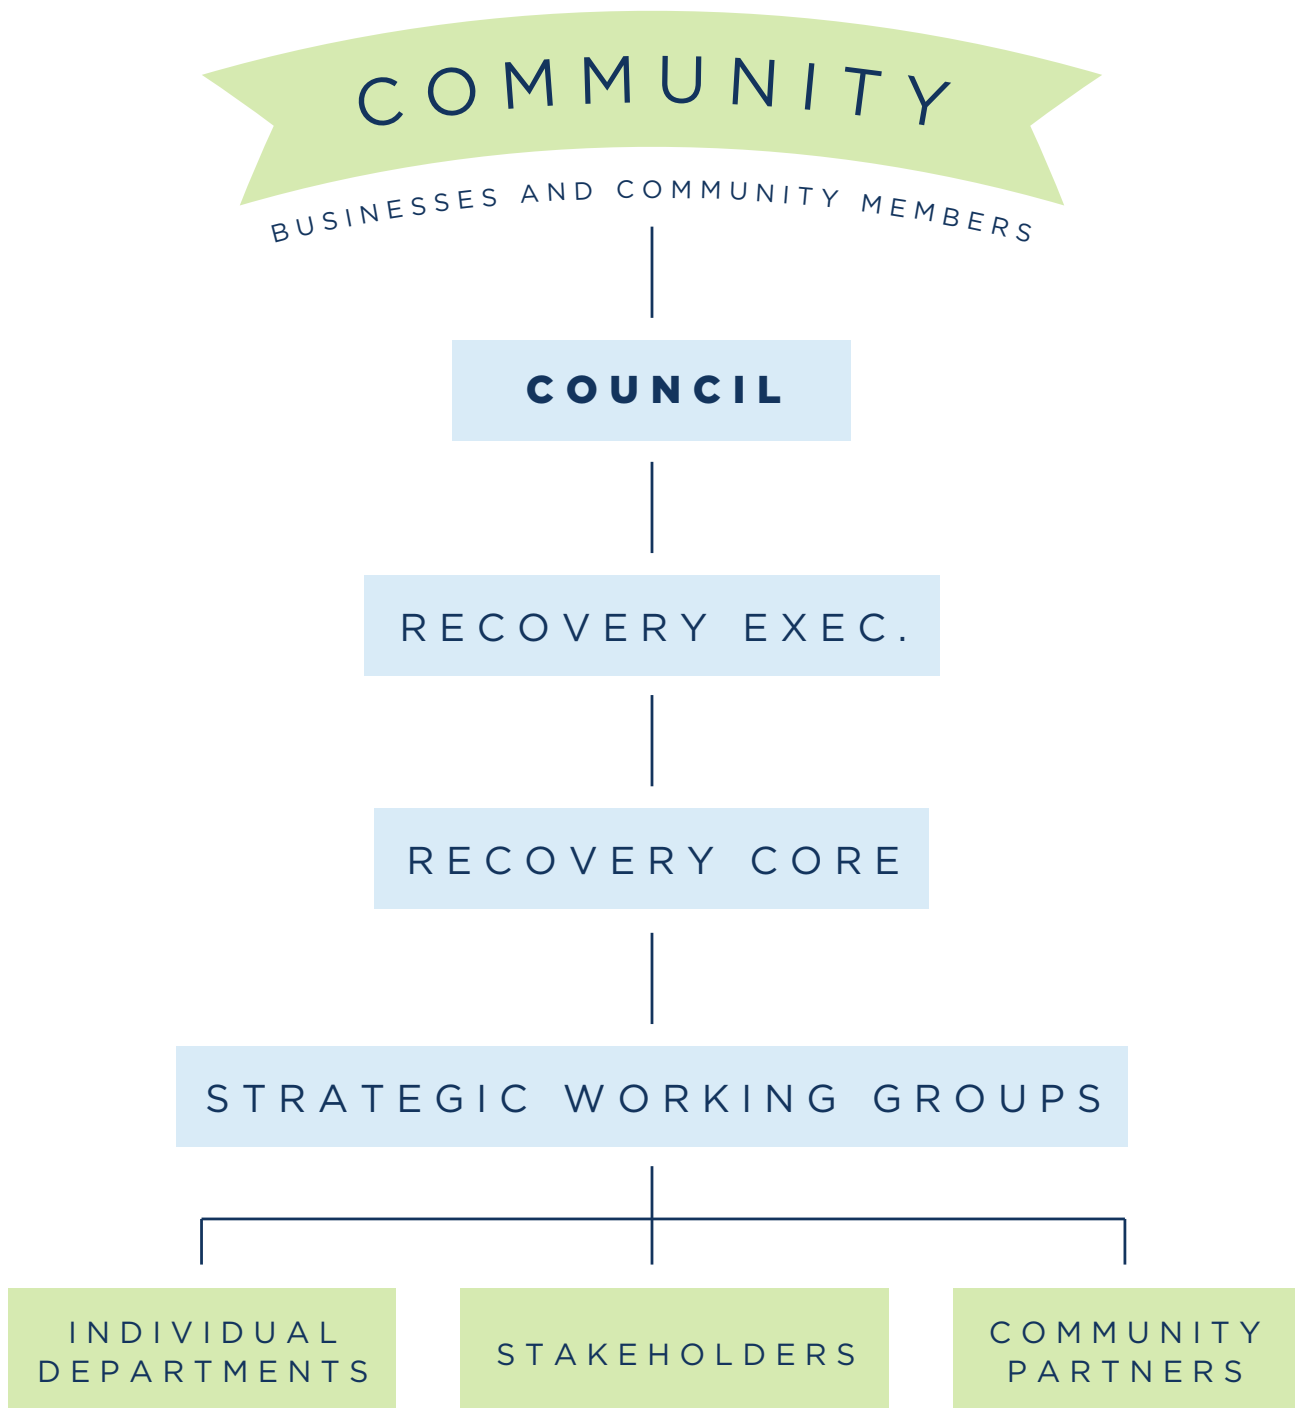 COMMUNITY
BUSINESSES AND COMMUNITY MEMBERS
COUNCIL
RECOVERY EXEC.
RECOVERY CORE
STRATEGIC WORKING GROUPS
INDIVIDUAL
DEPARTMENTS
STAKEHOLDERS
COMMUNITY
PARTNERS